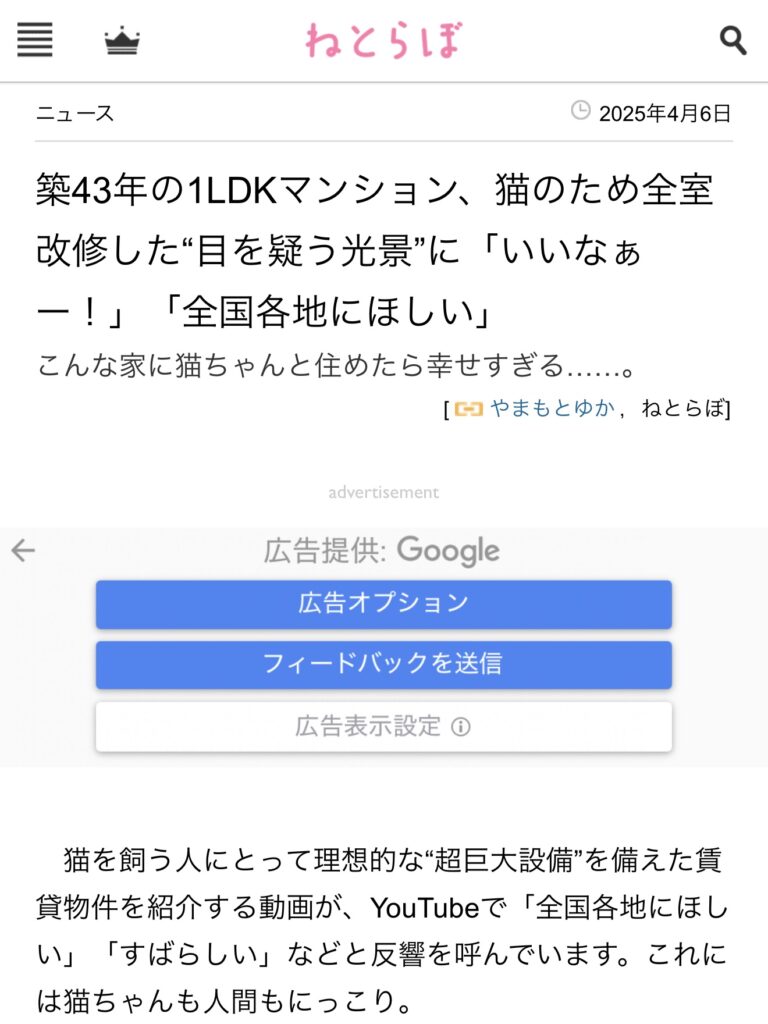 ねとらぼ
ニュース
2025年4月6日
築43年の1LDKマンション、猫のため全室
改修した“目を疑う光景”に「いいなぁ
ー！」「全国各地にほしい」
こんな家に猫ちゃんと住めたら幸せすぎる……。
[ やまもとゆか，ねとらぼ]
advertisement
広告提供: Google
広告オプション
フィードバックを送信
広告表示設定
　猫を飼う人にとって理想的な“超巨大設備”を備えた賃
貸物件を紹介する動画が、YouTubeで「全国各地にほし
い」「すばらしい」などと反響を呼んでいます。これに
は猫ちゃんも人間もにっこり。